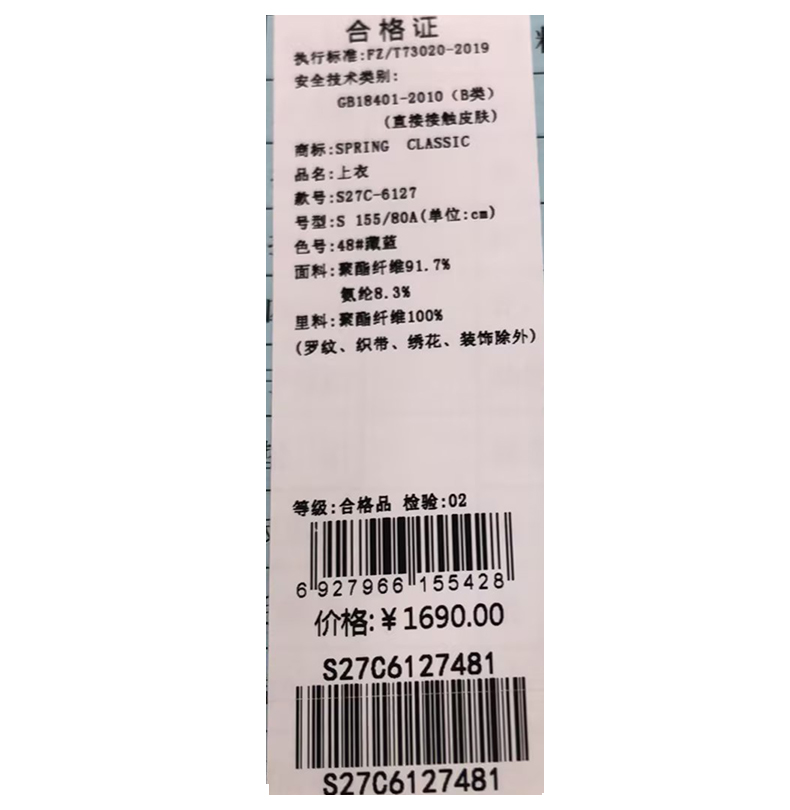 合格证
执行标准:FZ/T73020-2019
安全技术类别:
GB18401-2010（B类）
(直接接触皮肤)
商标:SPRING CLASSIC
品名:上衣
款号:S27C-6127
号型:S 155/80A(单位:cm)
色号:48#藏蓝
面料:聚酯纤维91.7%
氨纶8.3%
里料:聚酯纤维100%
(罗纹、织带、绣花、装饰除外)
等级:合格品 检验:02
6 927966 155428
价格:¥1690.00
S27C6127481
S27C6127481